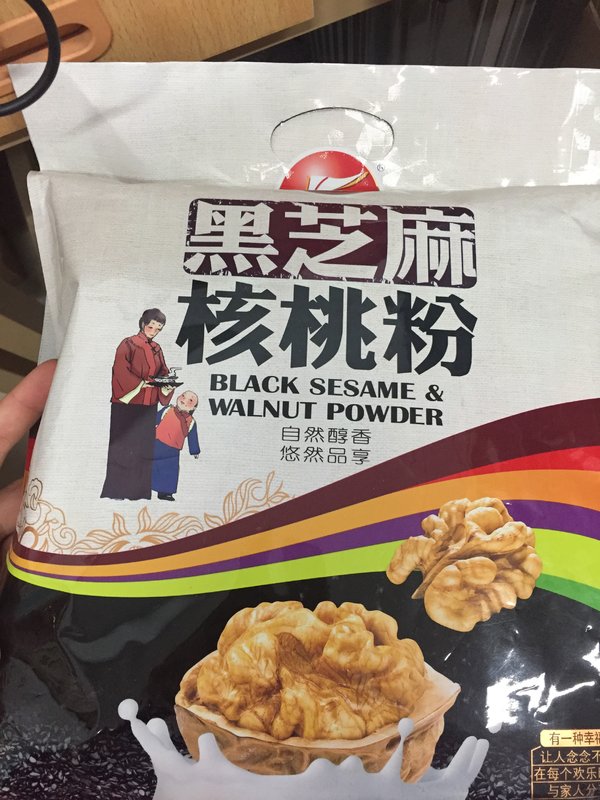 黑芝麻
核桃粉
BLACK SESAME &
WALNUT POWDER
自然醇香
悠然品享
有一种幸福
让人念念不
在每个欢乐
与家人分